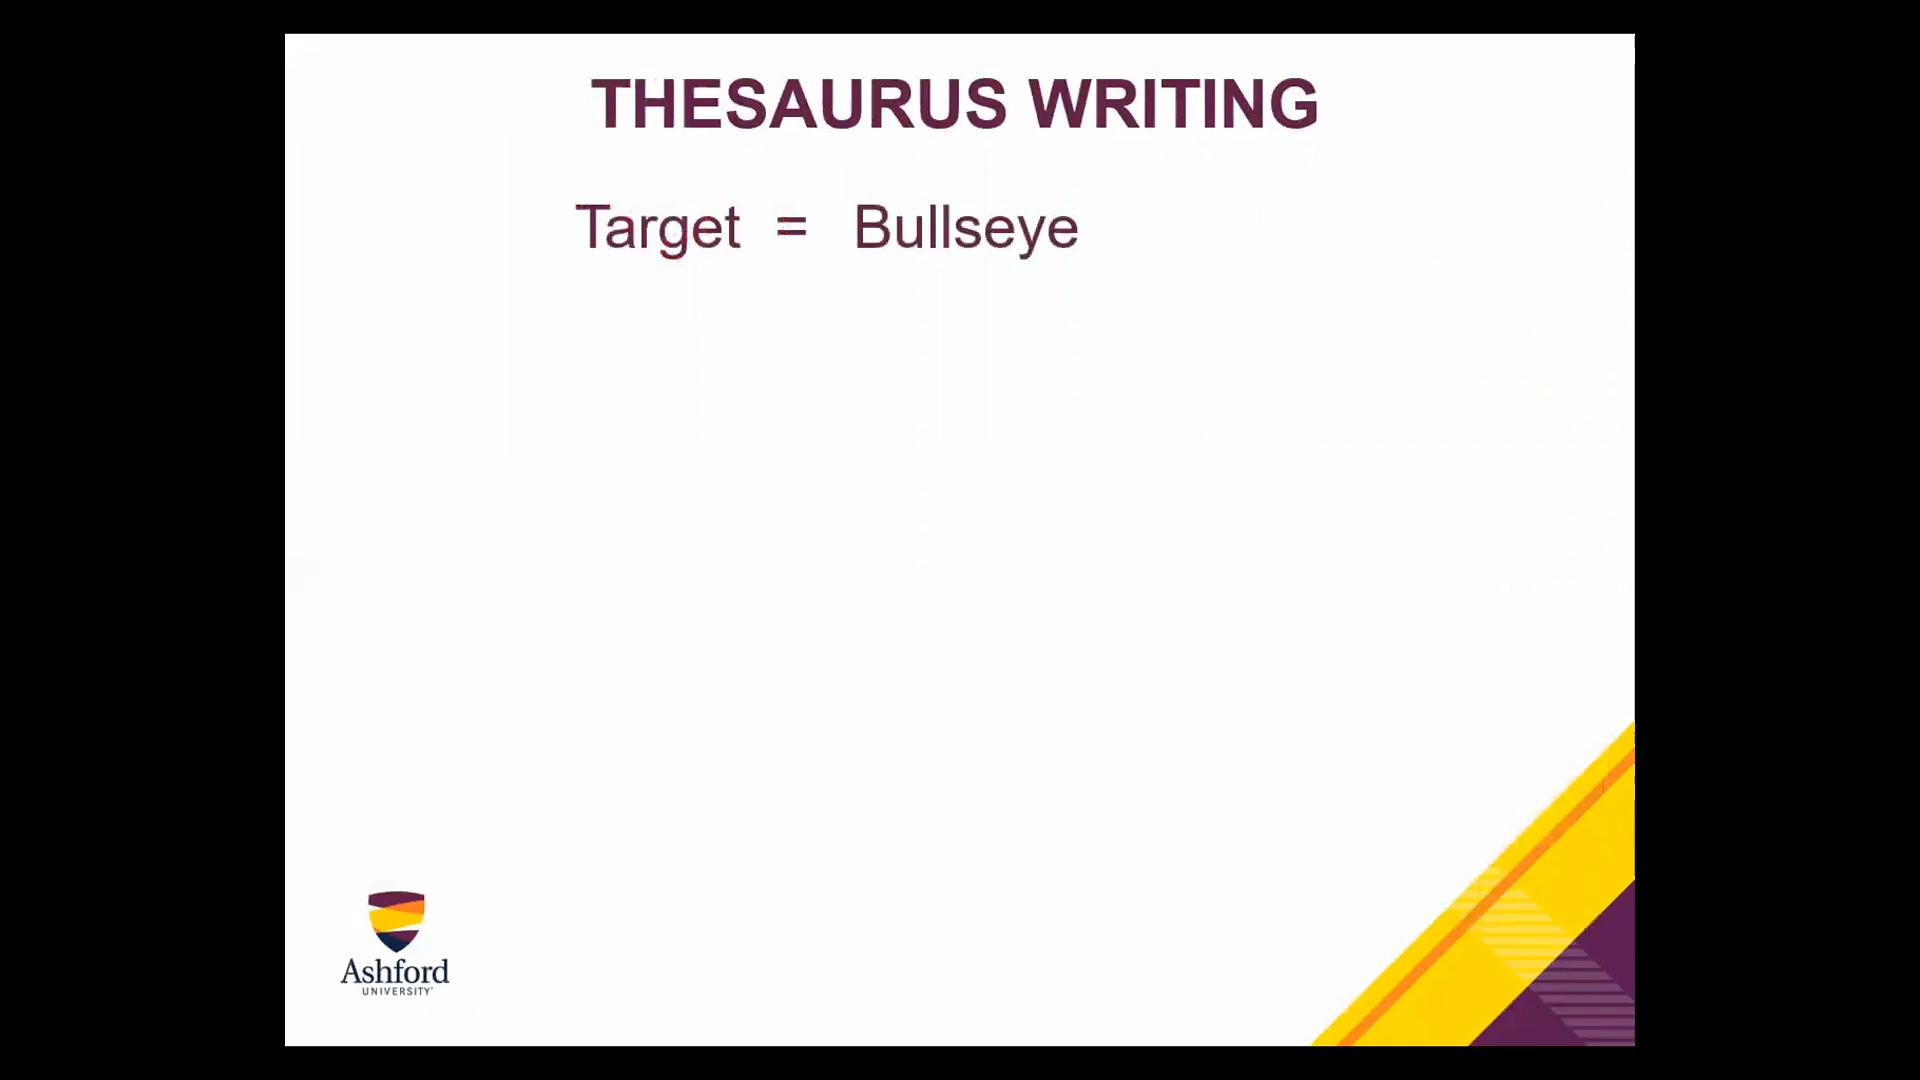 THESAURUS WRITING
Target = Bullseye
Ashford
UNIVERSITY